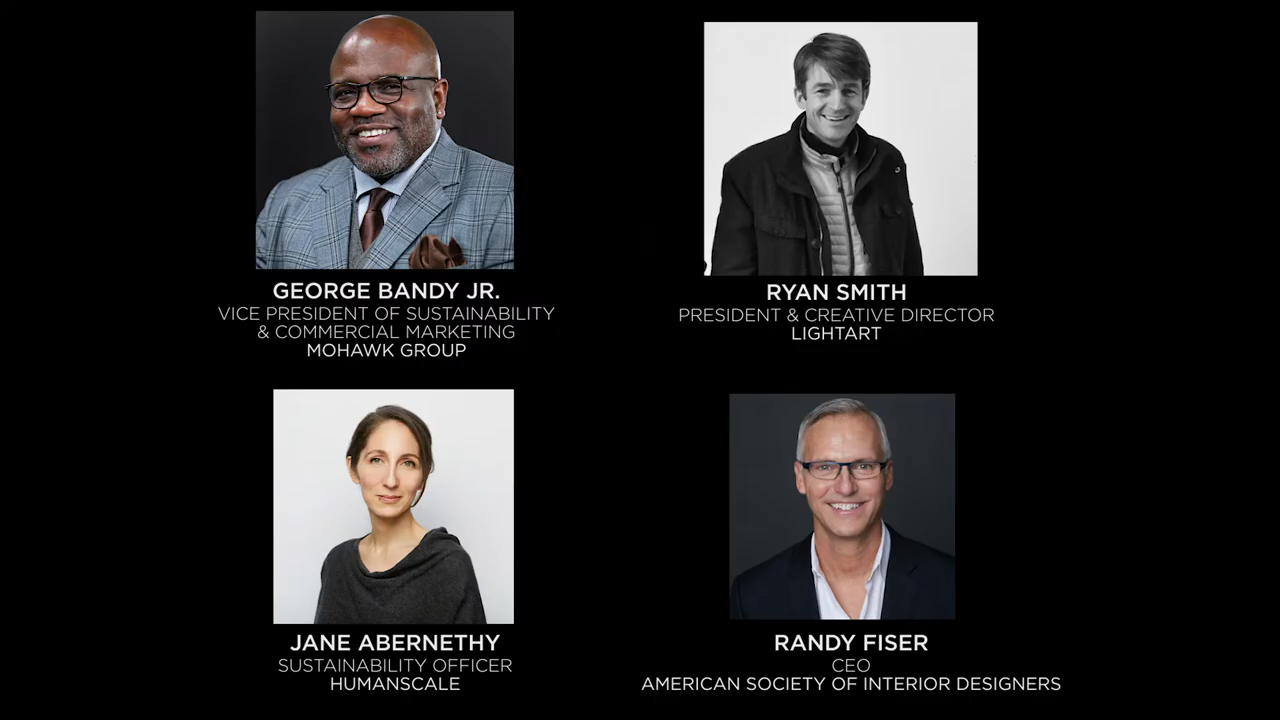 GEORGE BANDY JR.
VICE PRESIDENT OF SUSTAINABILITY
& COMMERCIAL MARKETING
MOHAWK GROUP
RYAN SMITH
PRESIDENT & CREATIVE DIRECTOR
LIGHTART
JANE ABERNETHY
SUSTAINABILITY OFFICER
HUMANSCALE
RANDY FISER
CEO
AMERICAN SOCIETY OF INTERIOR DESIGNERS